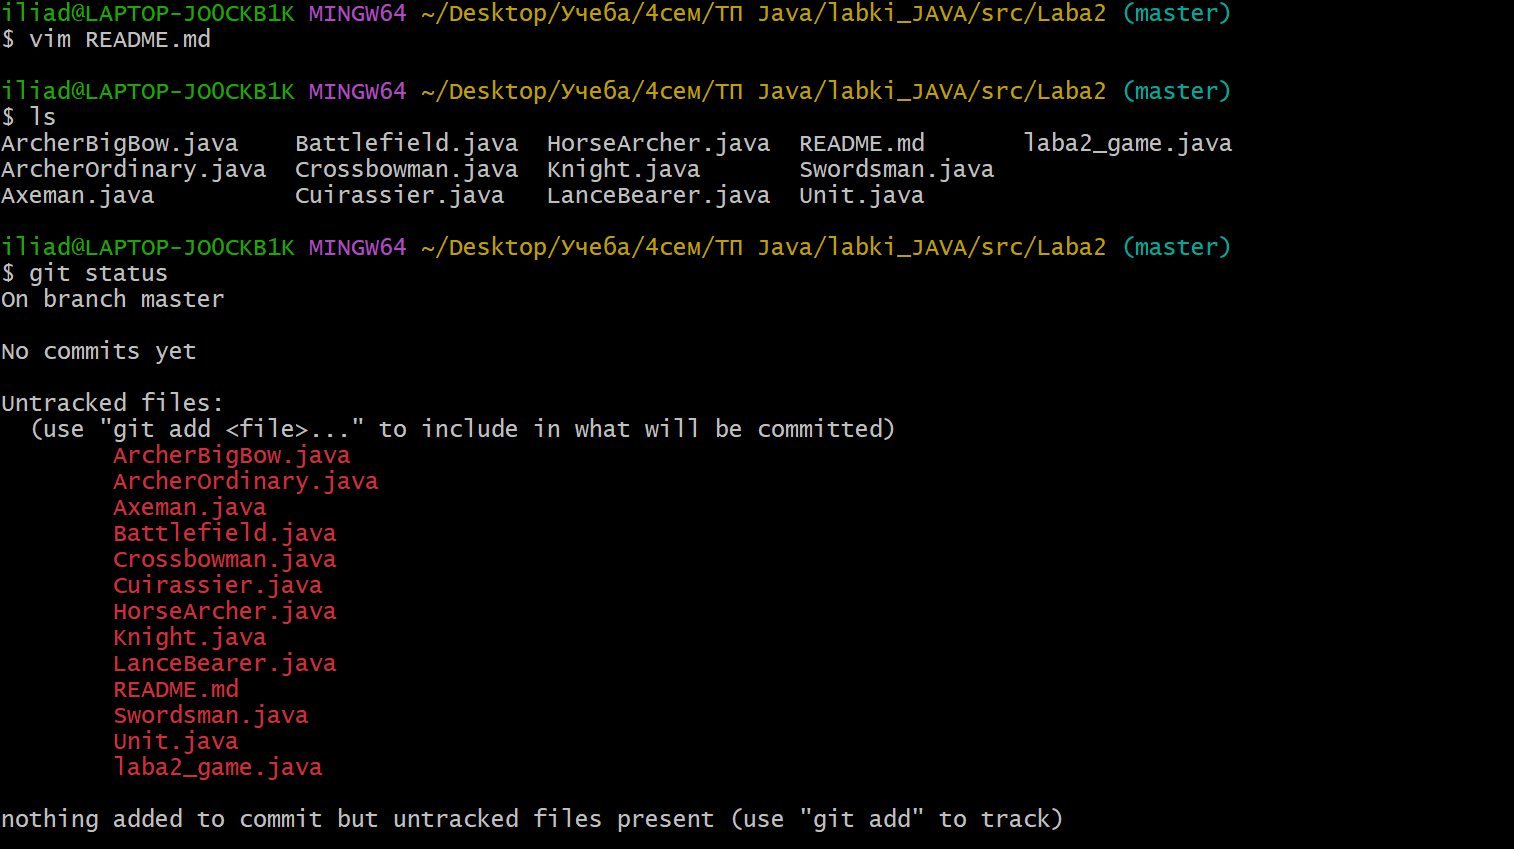 iliad@LAPTOP-JO0CKB1K MINGW64 ~/Desktop/Учеба/4сем/ТП Java/labki_JAVA/src/Laba2 (master)
$ vim README.md
iliad@LAPTOP-JO0CKB1K MINGW64 ~/Desktop/Учеба/4сем/ТП Java/labki_JAVA/src/Laba2 (master)
$ ls
ArcherBigBow.java    Battlefield.java  HorseArcher.java  README.md       laba2_game.java
ArcherOrdinary.java  Crossbowman.java  Knight.java       Swordsman.java
Axeman.java          Cuirassier.java   LanceBearer.java  Unit.java
iliad@LAPTOP-JO0CKB1K MINGW64 ~/Desktop/Учеба/4сем/ТП Java/labki_JAVA/src/Laba2 (master)
$ git status
On branch master
No commits yet
Untracked files:
  (use "git add <file>..." to include in what will be committed)
        ArcherBigBow.java
        ArcherOrdinary.java
        Axeman.java
        Battlefield.java
        Crossbowman.java
        Cuirassier.java
        HorseArcher.java
        Knight.java
        LanceBearer.java
        README.md
        Swordsman.java
        Unit.java
        laba2_game.java
nothing added to commit but untracked files present (use "git add" to track)